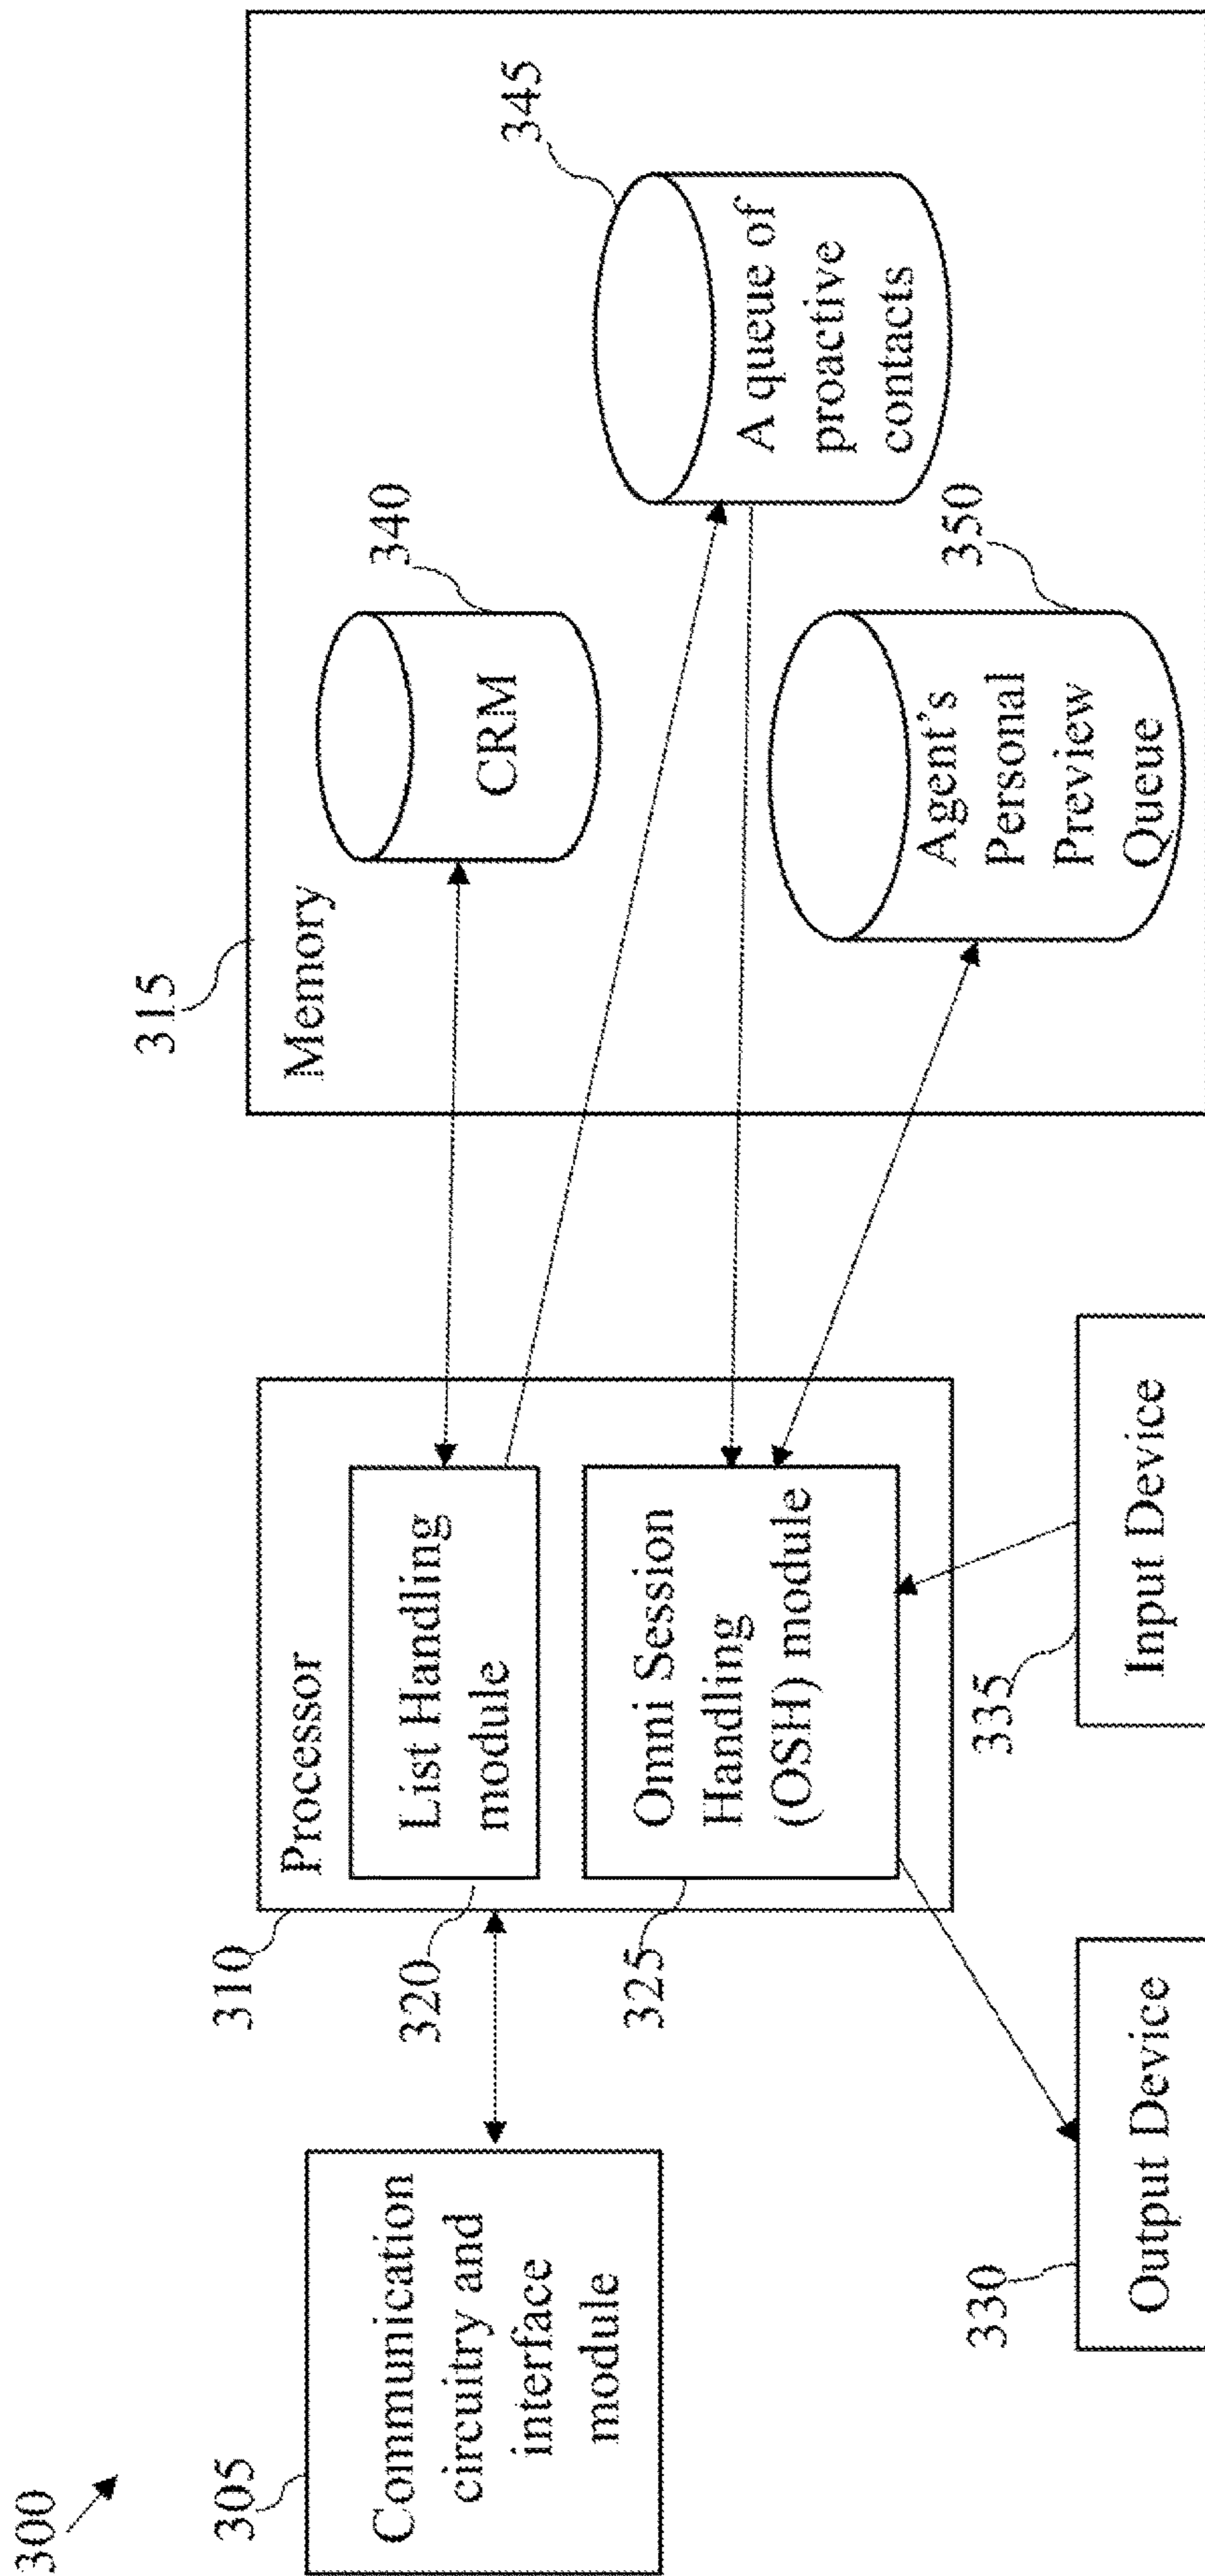 300
305
Communication
circuitry and
interface
module
310
Processor
320
List Handling
module
325
Omni Session
Handling
(OSH) module
330
Output Device
335
Input Device
315
Memory
340
CRM
345
A queue of
proactive
contacts
350
Agent's
Personal
Preview
Queue